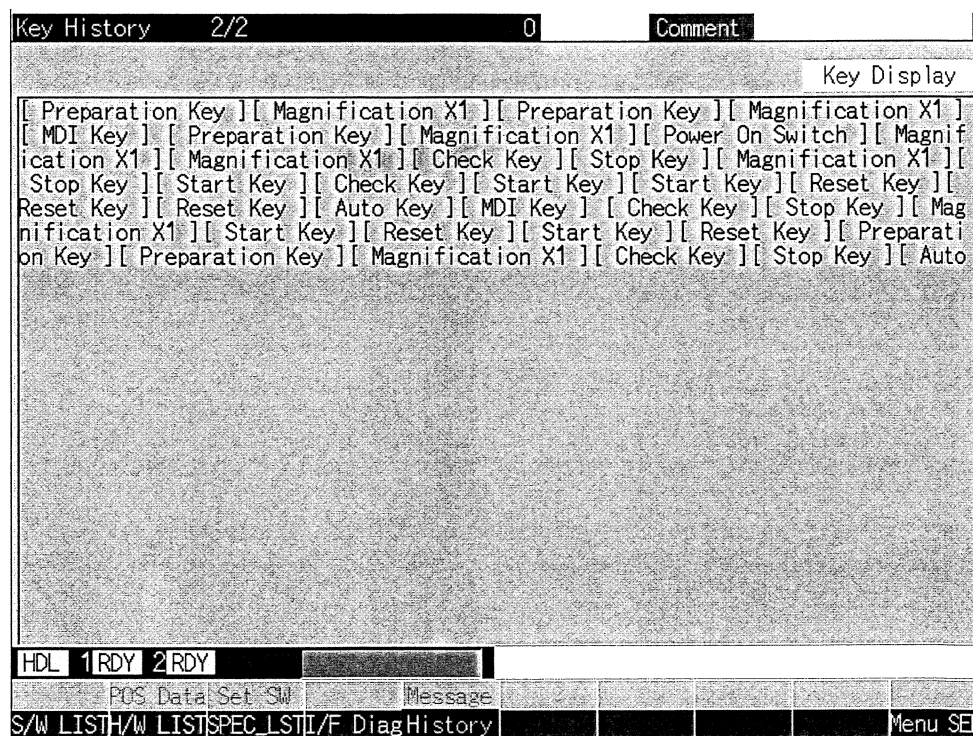 Key History 2/2 0 Comment
Key Display
[ Preparation Key ][ Magnification X1 ][ Preparation Key ][ Magnification X1 ]
[ MDI Key ] [ Preparation Key ][ Magnification X1 ][ Power On Switch ][ Magnif
ication X1 ][ Magnification X1 ][ Check Key ][ Stop Key ][ Magnification X1 ][
Stop Key ][ Start Key ][ Check Key ][ Start Key ][ Start Key ][ Reset Key ][
Reset Key ][ Reset Key ][ Auto Key ][ MDI Key ] [ Check Key ][ Stop Key ][ Mag
nification X1 ][ Start Key ][ Reset Key ][ Start Key ][ Reset Key ][ Preparati
on Key ][ Preparation Key ][ Magnification X1 ][ Check Key ][ Stop Key ][ Auto
HDL 1 RDY 2 RDY
POS Data Set SW Message
S/W LIST H/W LIST SPEC_LST I/F Diag History Menu SE